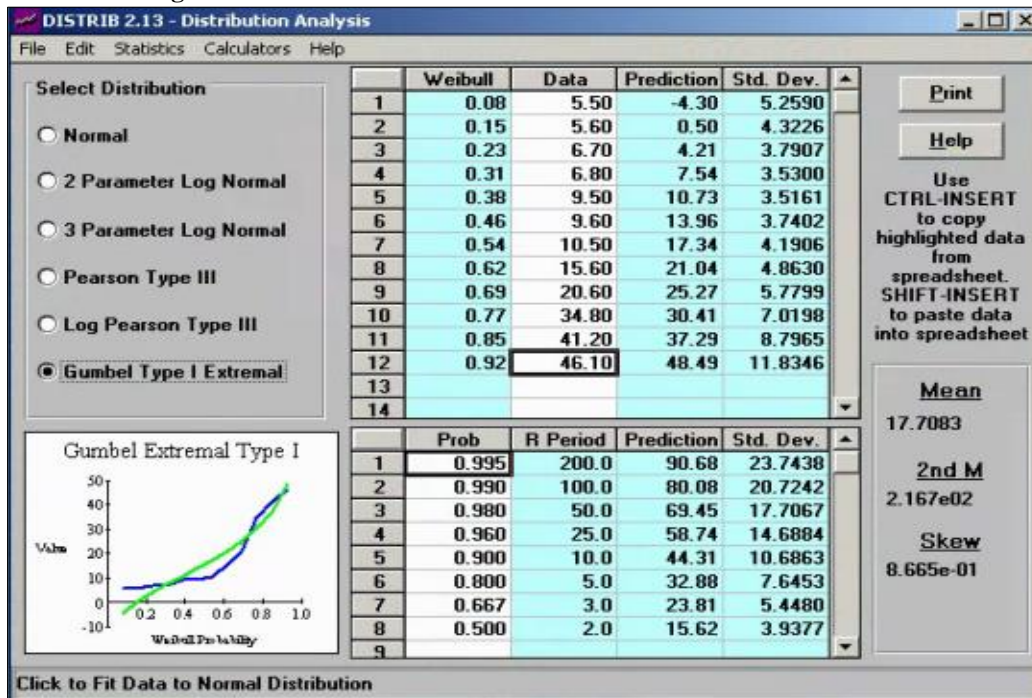 DISTRIB 2.13 - Distribution Analysis
File Edit Statistics Calculators Help
Select Distribution
Normal
2 Parameter Log Normal
3 Parameter Log Normal
Pearson Type III
Log Pearson Type III
Gumbel Type I Extremal
Weibull Data Prediction Std. Dev.
1 0.08 5.50 -4.30 5.2590
2 0.15 5.60 0.50 4.3226
3 0.23 6.70 4.21 3.7907
4 0.31 6.80 7.54 3.5300
5 0.38 9.50 10.73 3.5161
6 0.46 9.60 13.96 3.7402
7 0.54 10.50 17.34 4.1906
8 0.62 15.60 21.04 4.8630
9 0.69 20.60 25.27 5.7799
10 0.77 34.80 30.41 7.0198
11 0.85 41.20 37.29 8.7965
12 0.92 46.10 48.49 11.8346
13
14
Print
Help
Use
CTRL-INSERT
to copy
highlighted data
from
spreadsheet.
SHIFT-INSERT
to paste data
into spreadsheet
Gumbel Extremal Type I
Value
50
40
30
20
10
0
-10
0.2 0.4 0.6 0.8 1.0
Weibull Probability
Prob R Period Prediction Std. Dev.
1 0.995 200.0 90.68 23.7438
2 0.990 100.0 80.08 20.7242
3 0.980 50.0 69.45 17.7067
4 0.960 25.0 58.74 14.6884
5 0.900 10.0 44.31 10.6863
6 0.800 5.0 32.88 7.6453
7 0.667 3.0 23.81 5.4480
8 0.500 2.0 15.62 3.9377
9
Mean
17.7083
2nd M
2.167e02
Skew
8.665e-01
Click to Fit Data to Normal Distribution